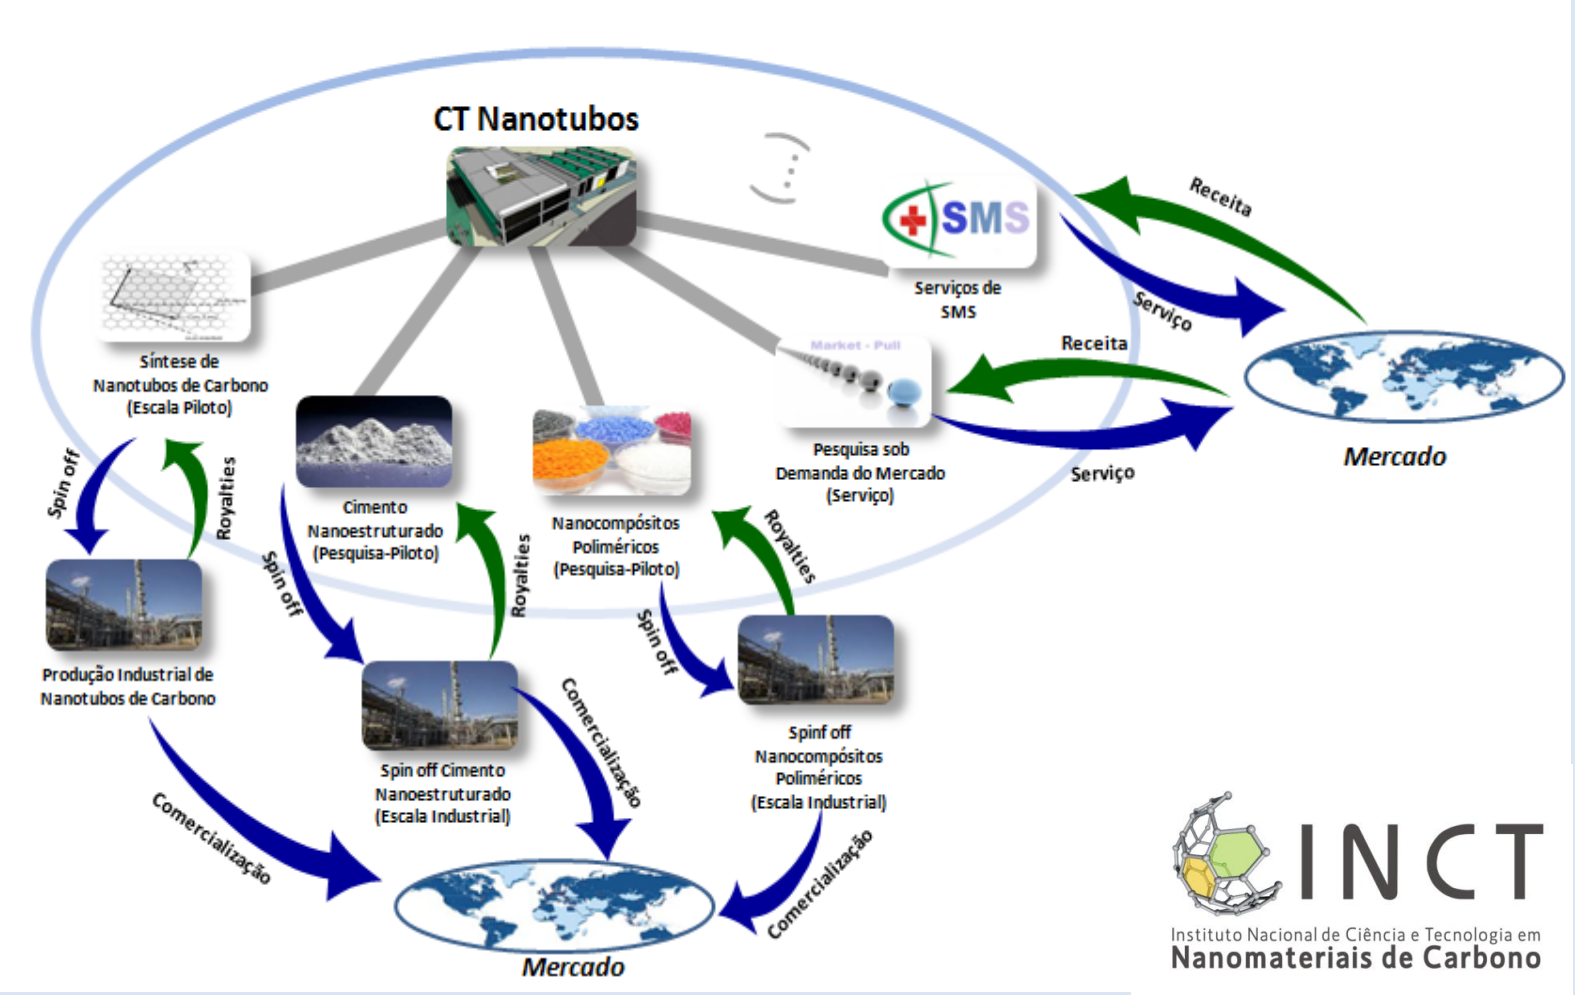 CT Nanotubos
SMS
Serviços de
SMS
Receita
Serviço
Market - Pull
Pesquisa sob
Demanda do Mercado
(Serviço)
Receita
Serviço
Mercado
Síntese de
Nanotubos de Carbono
(Escala Piloto)
Spin off
Royalties
Cimento
Nanoestruturado
(Pesquisa-Piloto)
Spin off
Royalties
Nanocompósitos
Poliméricos
(Pesquisa-Piloto)
Spin off
Royalties
Produção Industrial de
Nanotubos de Carbono
Comercialização
Spin off Cimento
Nanoestruturado
(Escala Industrial)
Comercialização
Spinf off
Nanocompósitos
Poliméricos
(Escala Industrial)
Comercialização
Mercado
INCT
Instituto Nacional de Ciência e Tecnologia em
Nanomateriais de Carbono